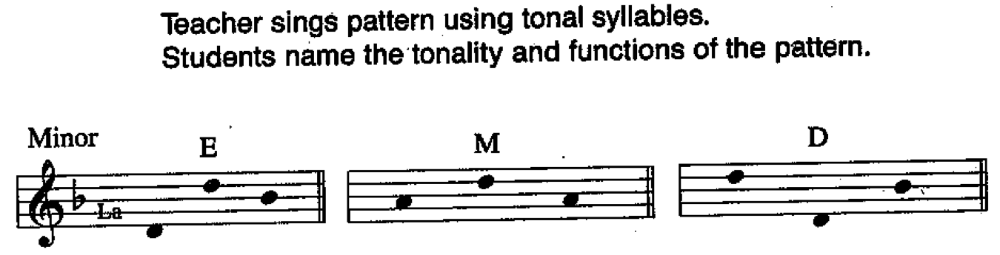 Teacher sings pattern using tonal syllables.
Students name the tonality and functions of the pattern.
Minor E M D
La